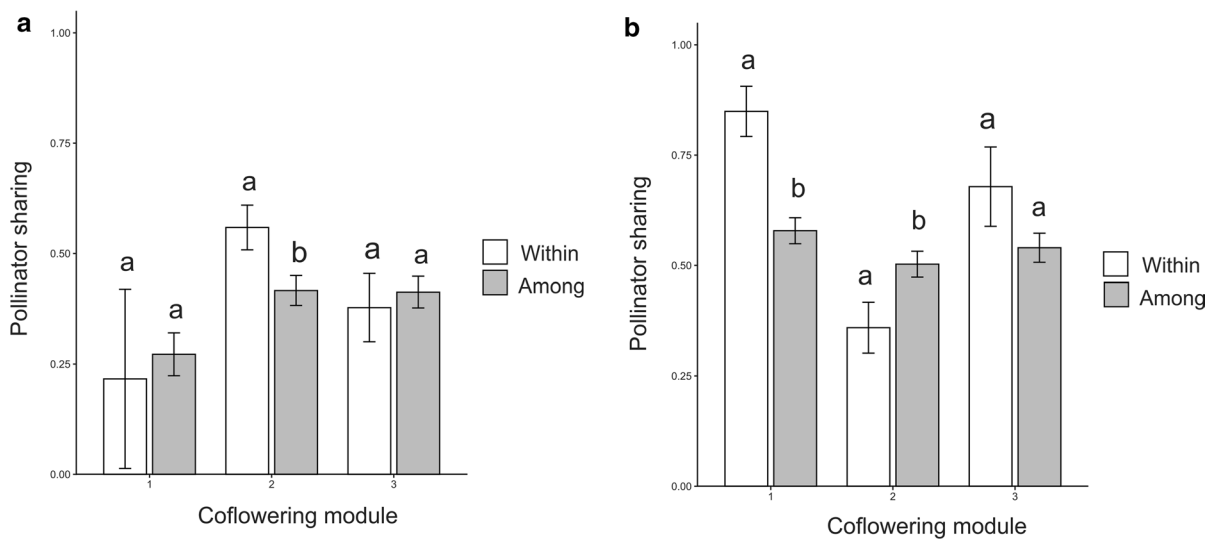 a
1.00
0.75
0.50
0.25
0.00
Pollinator sharing
a
a
a
b
a
a
1
2
3
Coflowering module
Within
Among
b
1.00
0.75
0.50
0.25
0.00
Pollinator sharing
a
b
a
b
a
a
1
2
3
Coflowering module
Within
Among